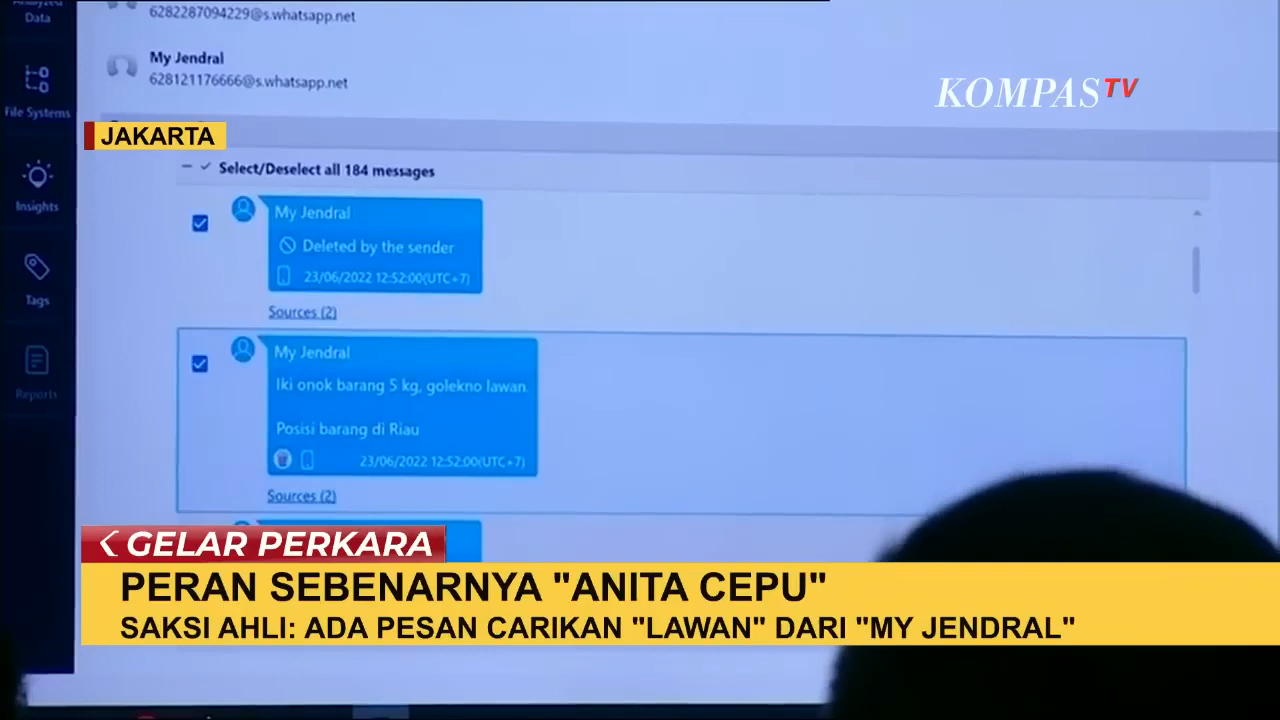 Analyzed
Data
6282287094229@s.whatsapp.net
My Jendral
628121176666@s.whatsapp.net
KOMPASTV
File Systems
JAKARTA
Select/Deselect all 184 messages
Insights
My Jendral
Deleted by the sender
23/06/2022 12:52:00(UTC+7)
Tags
Sources (2)
My Jendral
Iki onok barang 5 kg, golekno lawan.
Reports
Posisi barang di Riau
23/06/2022 12:52:00(UTC+7)
Sources (2)
GELAR PERKARA
PERAN SEBENARNYA "ANITA CEPU"
SAKSI AHLI: ADA PESAN CARIKAN "LAWAN" DARI "MY JENDRAL"